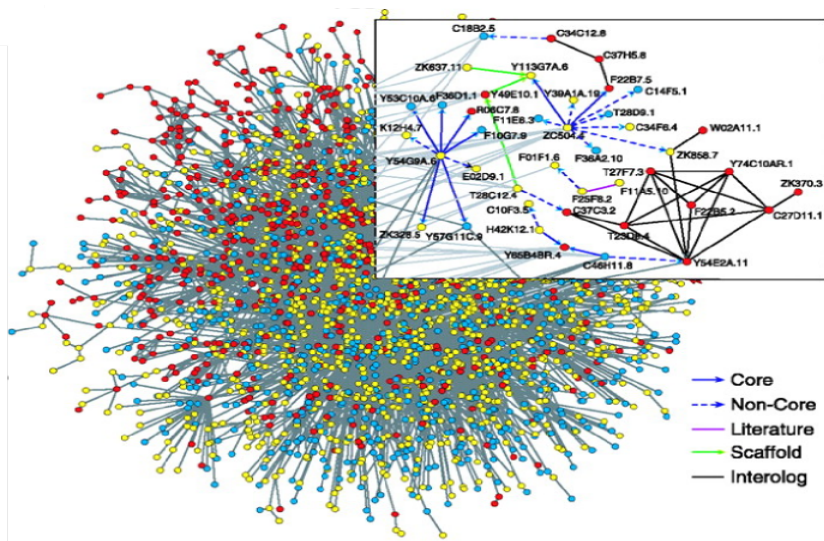 C18B2.5
C34C12.8
C37H5.6
ZK637.11
Y113G7A.6
F22B7.5
Y53C10A.6
F36D1.1
Y49E10.1
Y39A1A.19
C14F5.1
R06C7.8
F11E8.3
T28D9.1
K12H4.7
F10G7.9
ZC504.4
C34F6.4
W02A11.1
Y54G9A.6
F01F1.6
F36A2.10
ZK858.7
E02D9.1
T27F7.3
Y74C10AR.1
T28C12.4
F25F8.2
F11A5.10
ZK370.3
C10F3.5
C37C3.2
F22B5.2
C27D11.1
ZK328.5
Y57G11C.9
H42K12.1
T23D8.4
Y65B4BR.4
C46H11.8
Y54E2A.11
Core
Non-Core
Literature
Scaffold
Interolog